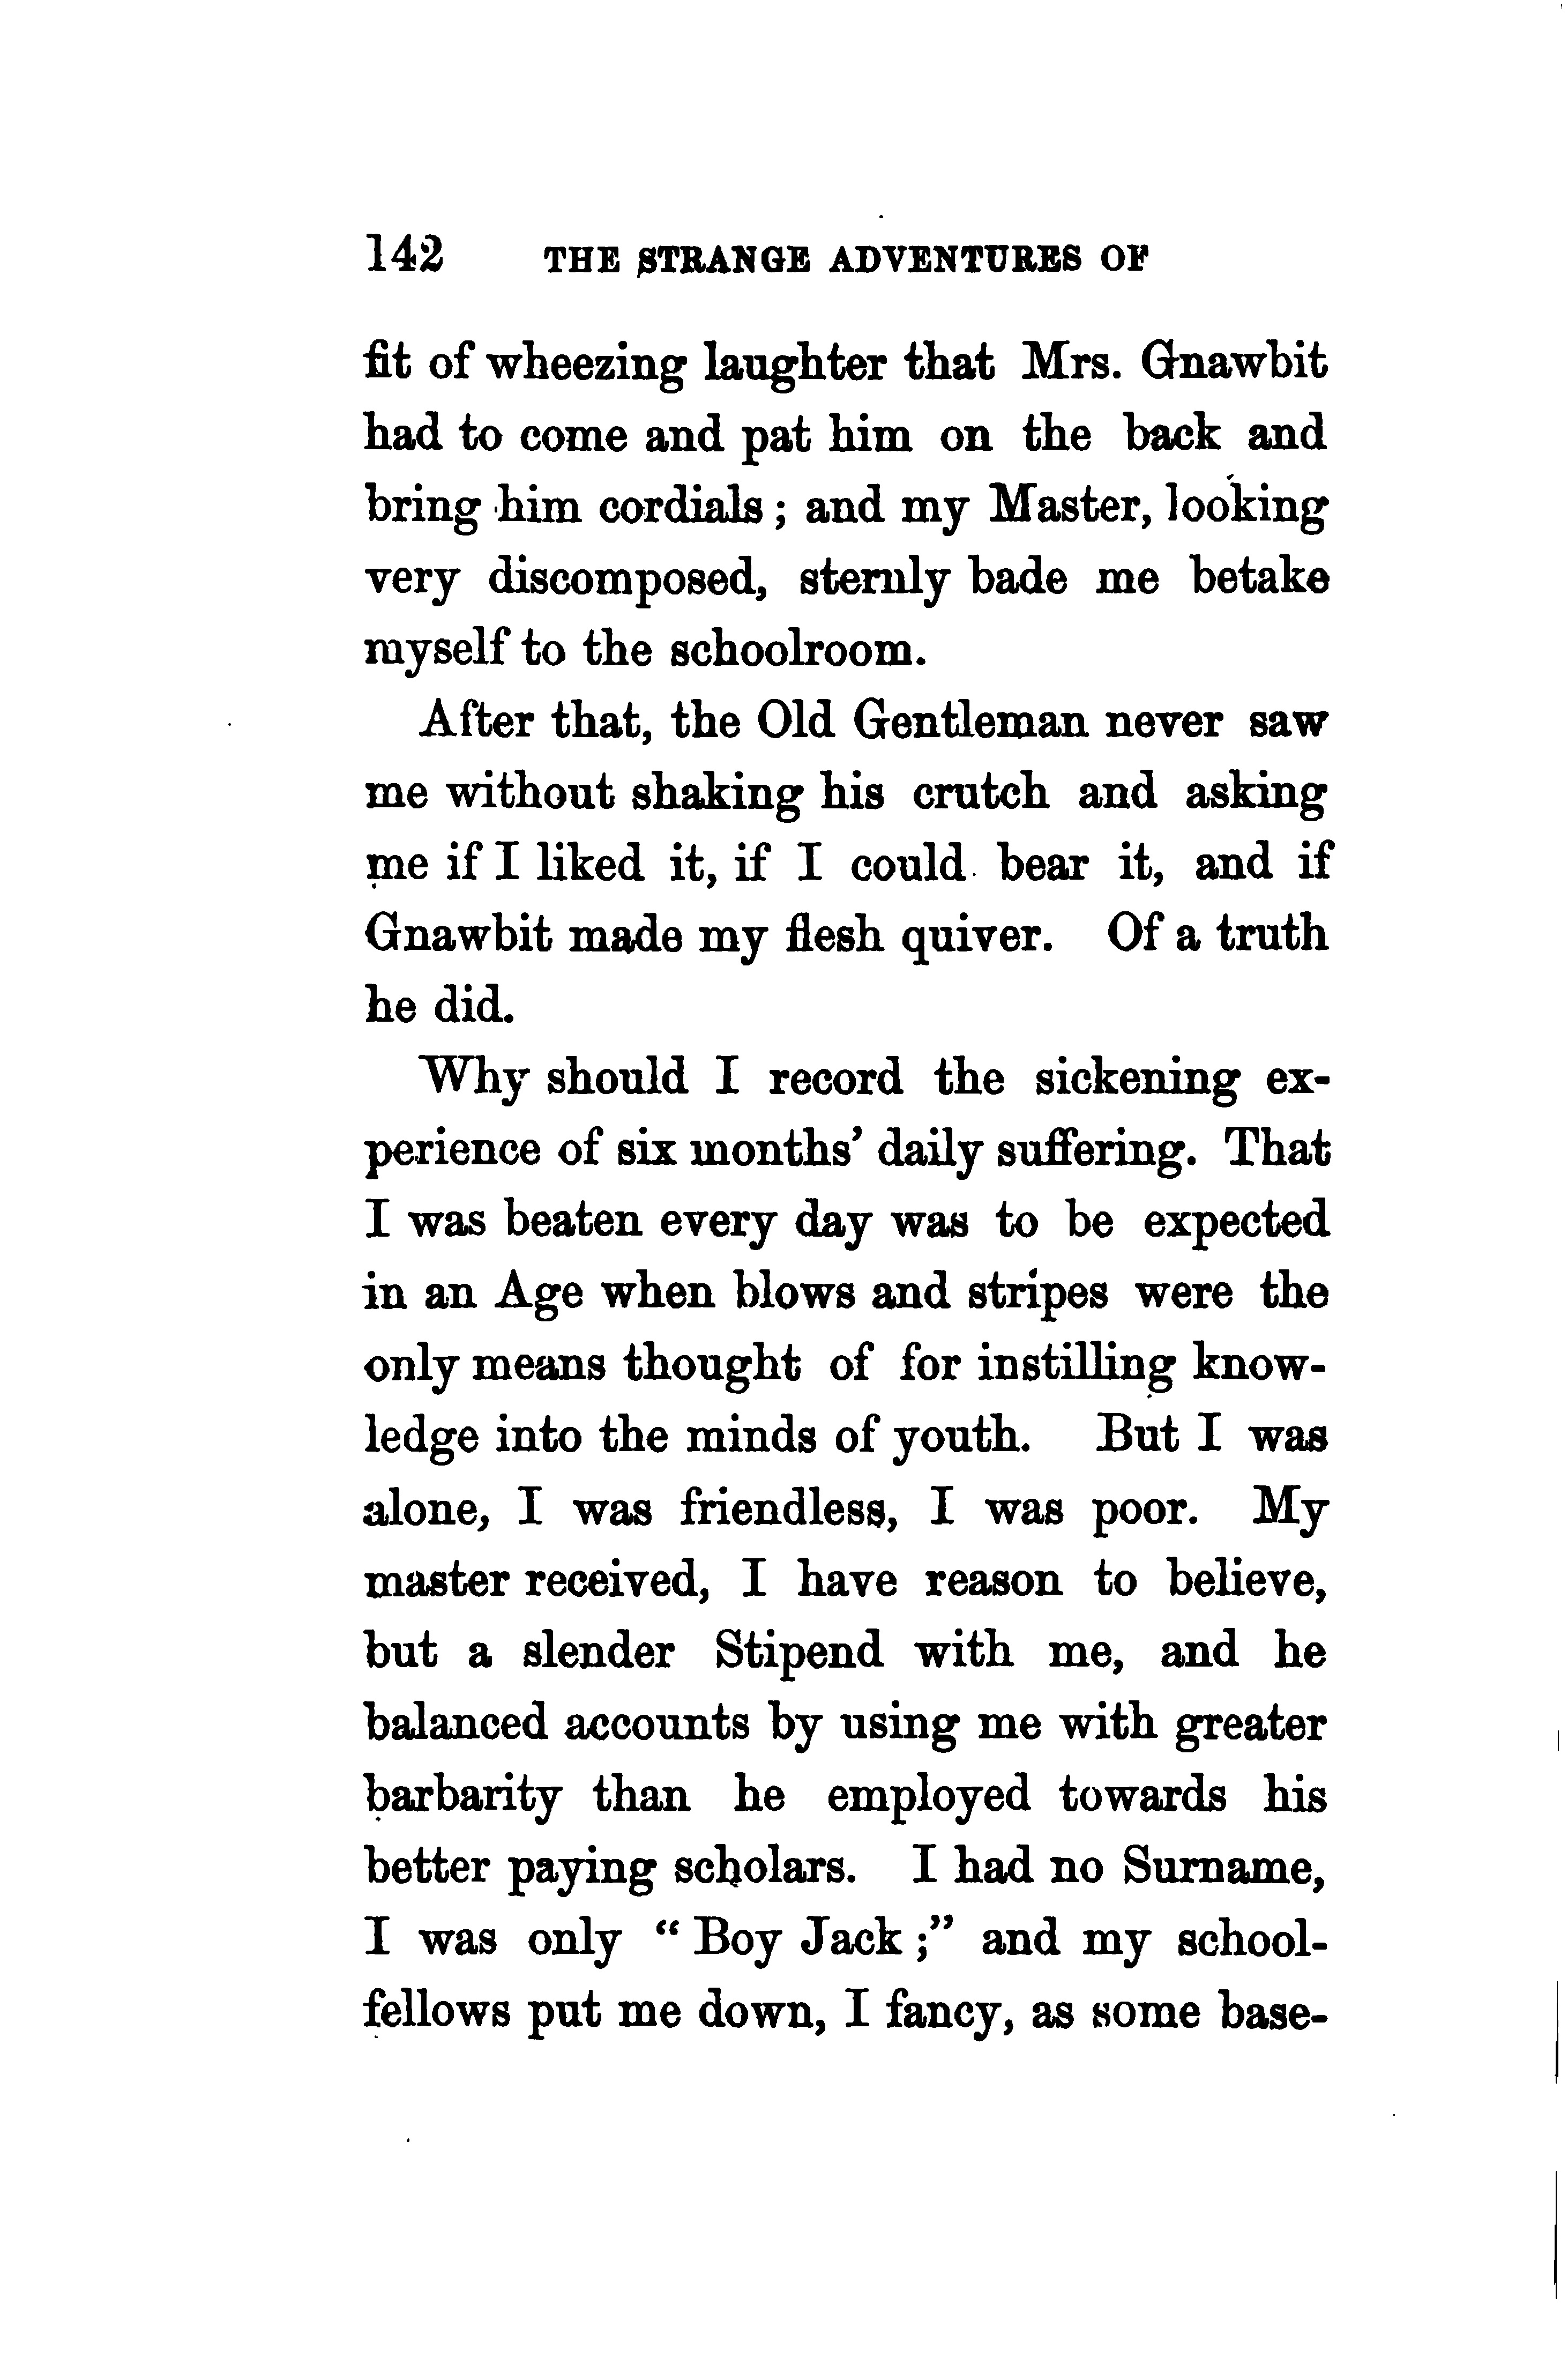 142 THE STRANGE ADVENTURES OF
fit of wheezing laughter that Mrs. Gnawbit
had to come and pat him on the back and
bring him cordials ; and my Master, looking
very discomposed, sternly bade me betake
myself to the schoolroom.
After that, the Old Gentleman never saw
me without shaking his crutch and asking
me if I liked it, if I could bear it, and if
Gnawbit made my flesh quiver. Of a truth
he did.
Why should I record the sickening ex-
perience of six months' daily suffering. That
I was beaten every day was to be expected
in an Age when blows and stripes were the
only means thought of for instilling know-
ledge into the minds of youth. But I was
alone, I was friendless, I was poor. My
master received, I have reason to believe,
but a slender Stipend with me, and he
balanced accounts by using me with greater
barbarity than he employed towards his
better paying scholars. I had no Surname,
I was only “ Boy Jack ;” and my school-
fellows put me down, I fancy, as some base-